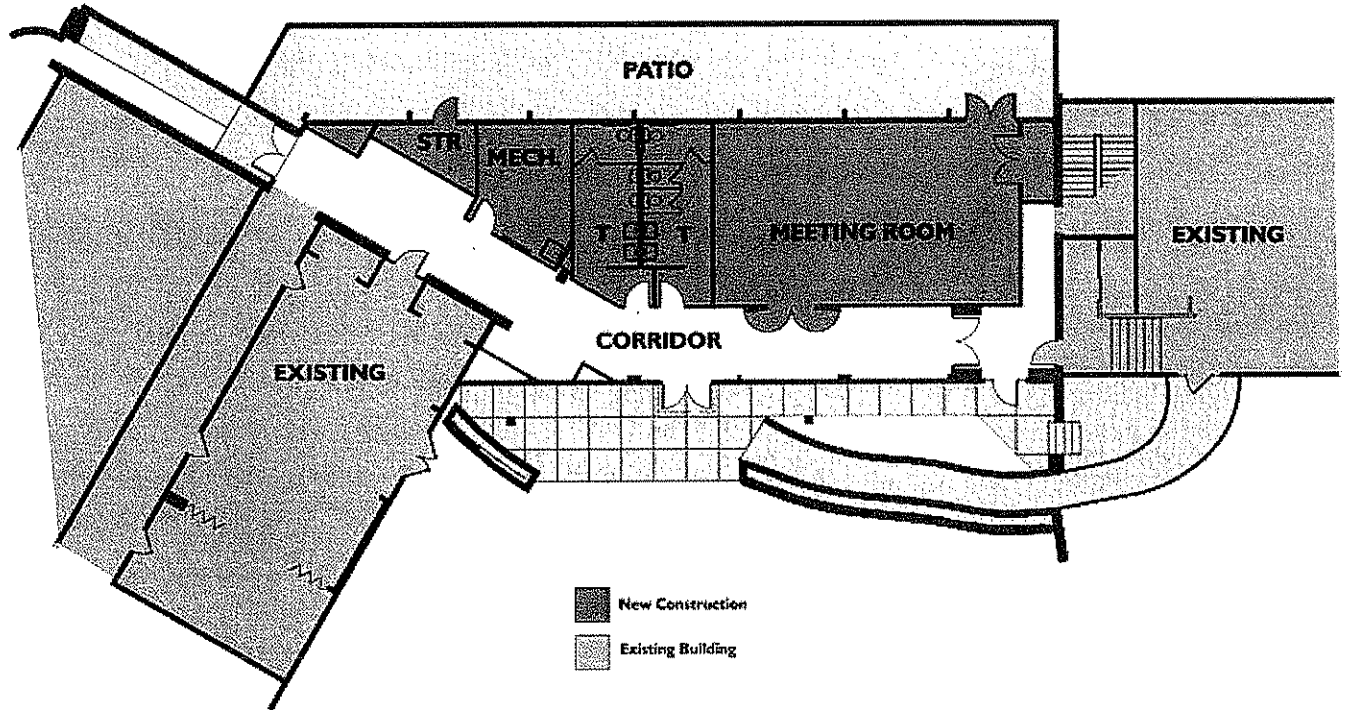 PATIO
STR
MECH.
T
T
MEETING ROOM
EXISTING
CORRIDOR
EXISTING
New Construction
Existing Building